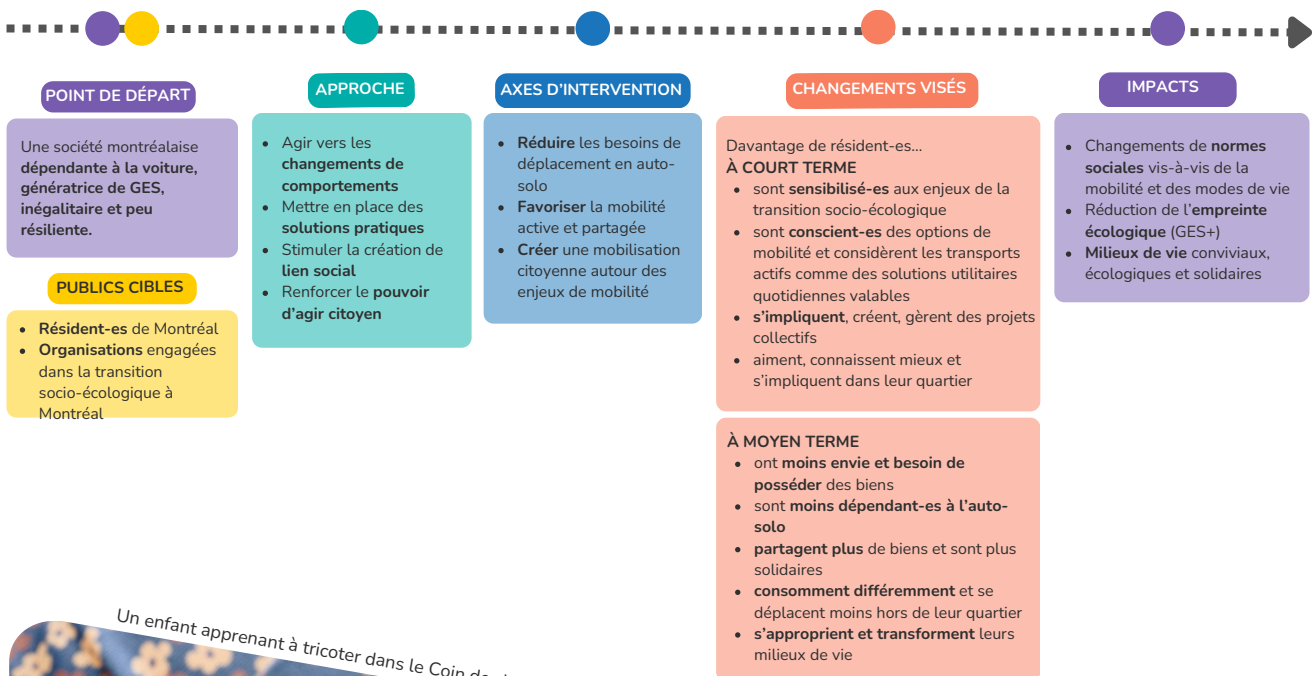 POINT DE DÉPART
Une société montréalaise
dépendante à la voiture,
génératrice de GES,
inégalitaire et peu
résiliente.
PUBLICS CIBLES
• Résident-es de Montréal
• Organisations engagées
dans la transition
socio-écologique à
Montréal
APPROCHE
• Agir vers les
changements de
comportements
• Mettre en place des
solutions pratiques
• Stimuler la création de
lien social
• Renforcer le pouvoir
d’agir citoyen
AXES D’INTERVENTION
• Réduire les besoins de
déplacement en auto-
solo
• Favoriser la mobilité
active et partagée
• Créer une mobilisation
citoyenne autour des
enjeux de mobilité
CHANGEMENTS VISÉS
Davantage de résident-es…
À COURT TERME
• sont sensibilisé-es aux enjeux de la
transition socio-écologique
• sont conscient-es des options de
mobilité et considèrent les transports
actifs comme des solutions utilitaires
quotidiennes valables
• s’impliquent, créent, gèrent des projets
collectifs
• aiment, connaissent mieux et
s’impliquent dans leur quartier
À MOYEN TERME
• ont moins envie et besoin de
posséder des biens
• sont moins dépendant-es à l’auto-
solo
• partagent plus de biens et sont plus
solidaires
• consomment différemment et se
déplacent moins hors de leur quartier
• s’approprient et transforment leurs
milieux de vie
IMPACTS
• Changements de normes
sociales vis-à-vis de la
mobilité et des modes de vie
• Réduction de l’empreinte
écologique (GES+)
• Milieux de vie conviviaux,
écologiques et solidaires
Un enfant apprenant à tricoter dans le Coin